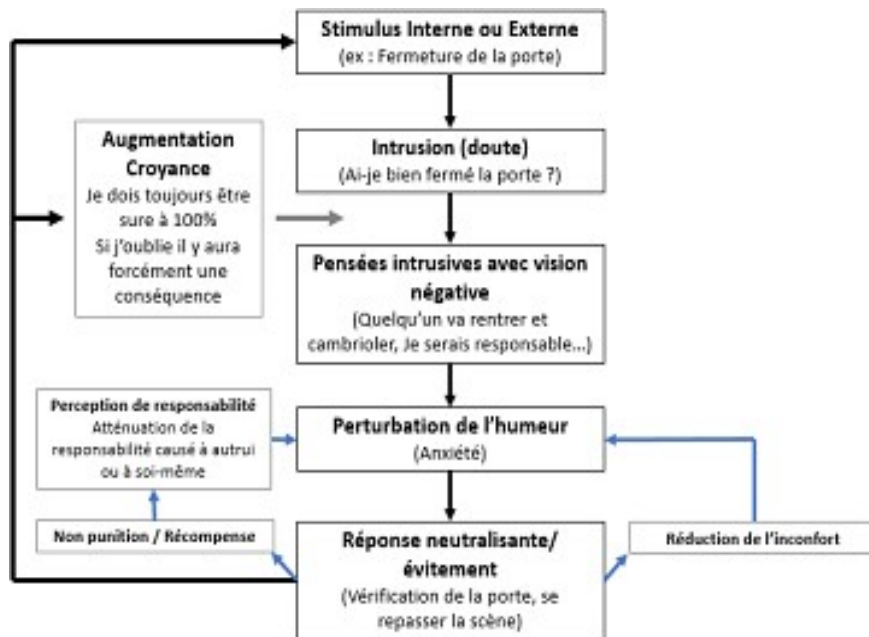 Stimulus Interne ou Externe
(ex : Fermeture de la porte)
Augmentation
Croyance
Je dois toujours être
sure à 100%
Si j'oublie il y aura
forcément une
conséquence
Intrusion (doute)
(Ai-je bien fermé la porte ?)
Pensées intrusives avec vision
négative
(Quelqu'un va rentrer et
cambrioler, Je serais responsable...)
Perception de responsabilité
Atténuation de la
responsabilité causé à autrui
ou à soi-même
Perturbation de l'humeur
(Anxiété)
Non punition / Récompense
Réponse neutralisante/
évitement
(Vérification de la porte, se
repasser la scène)
Réduction de l'inconfort